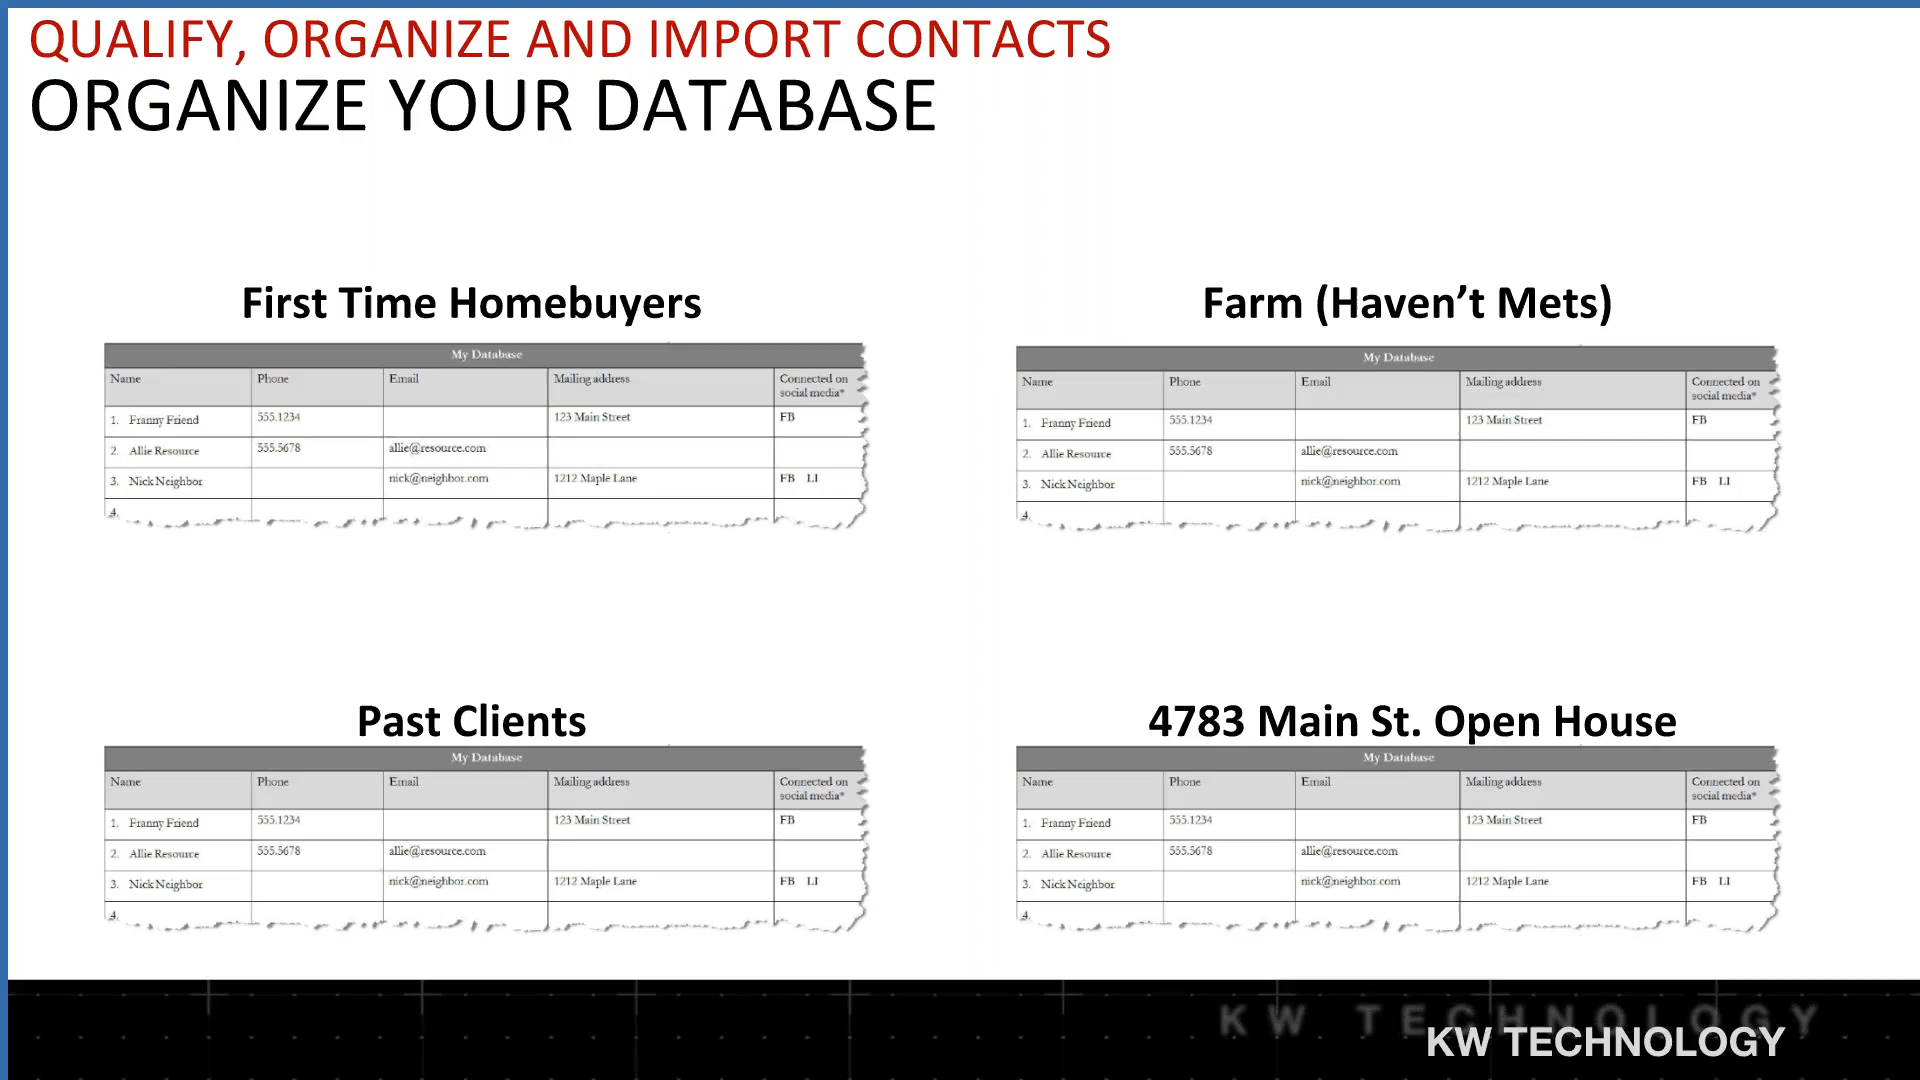 QUALIFY, ORGANIZE AND IMPORT CONTACTS
ORGANIZE YOUR DATABASE
First Time Homebuyers
My Database
Name Phone Email Mailing address Connected on social media*
1. Franny Friend 555.1234 123 Main Street FB
2. Allie Resource 555.5678 allie@resource.com
3. Nick Neighbor nick@neighbor.com 1212 Maple Lane FB LI
4.
Farm (Haven’t Mets)
My Database
Name Phone Email Mailing address Connected on social media*
1. Franny Friend 555.1234 123 Main Street FB
2. Allie Resource 555.5678 allie@resource.com
3. Nick Neighbor nick@neighbor.com 1212 Maple Lane FB LI
4.
Past Clients
My Database
Name Phone Email Mailing address Connected on social media*
1. Franny Friend 555.1234 123 Main Street FB
2. Allie Resource 555.5678 allie@resource.com
3. Nick Neighbor nick@neighbor.com 1212 Maple Lane FB LI
4.
4783 Main St. Open House
My Database
Name Phone Email Mailing address Connected on social media*
1. Franny Friend 555.1234 123 Main Street FB
2. Allie Resource 555.5678 allie@resource.com
3. Nick Neighbor nick@neighbor.com 1212 Maple Lane FB LI
4.
KW TECHNOLOGY
KW TECHNOLOGY